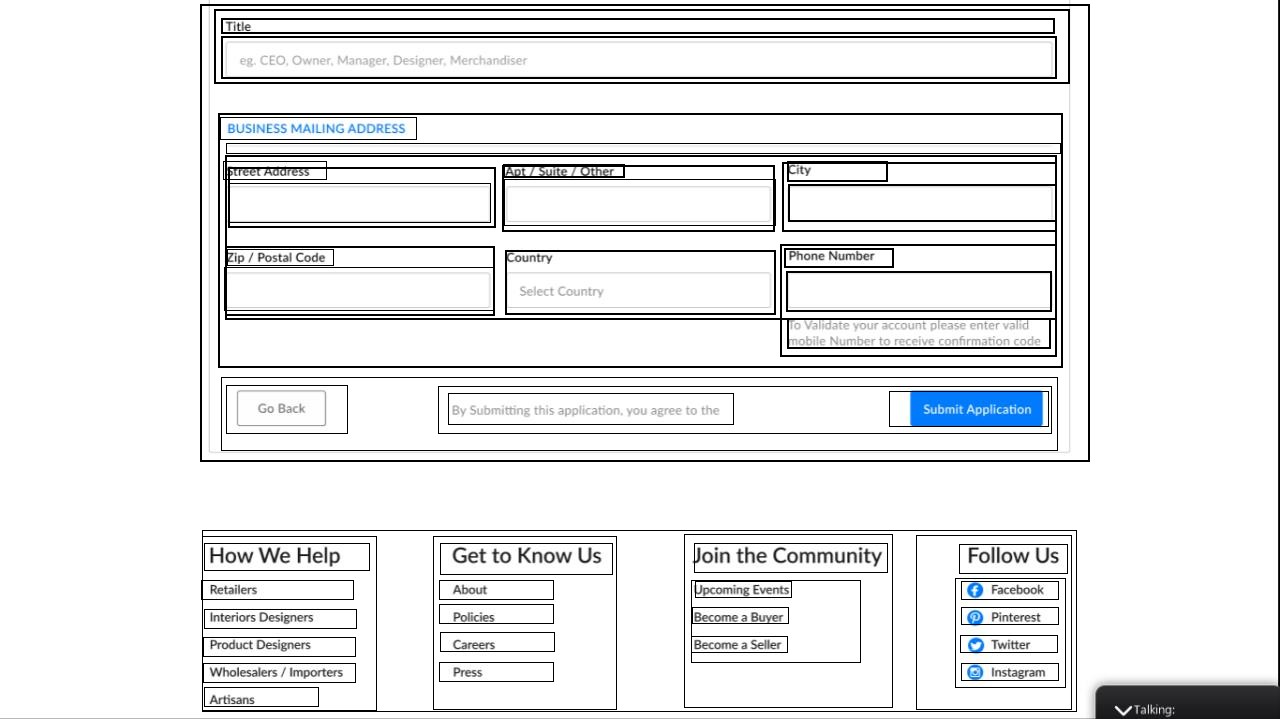 Title
eg. CEO, Owner, Manager, Designer, Merchandiser
BUSINESS MAILING ADDRESS
Street Address
Apt / Suite / Other
City
Zip / Postal Code
Country
Phone Number
Select Country
To Validate your account please enter valid
mobile Number to receive confirmation code
Go Back
By Submitting this application, you agree to the
Submit Application
How We Help
Retailers
Interiors Designers
Product Designers
Wholesalers / Importers
Artisans
Get to Know Us
About
Policies
Careers
Press
Join the Community
Upcoming Events
Become a Buyer
Become a Seller
Follow Us
Facebook
Pinterest
Twitter
Instagram
Talking: